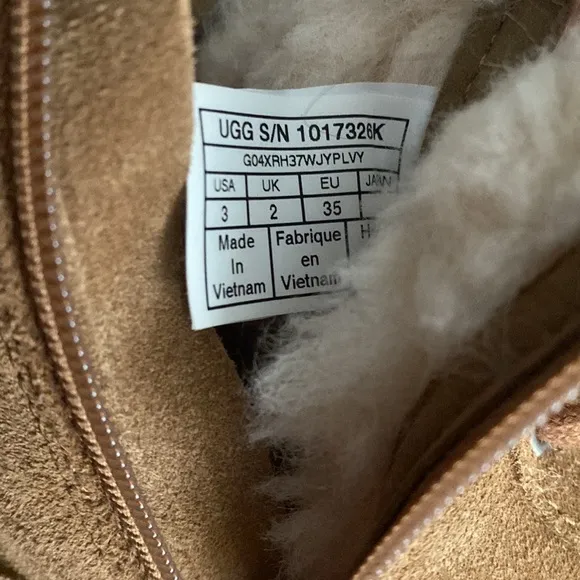 UGG S/N 1017326K
G04XRH37WJYPLVY
USA UK EU
3 2 35
Made Fabrique
In en
Vietnam Vietnam